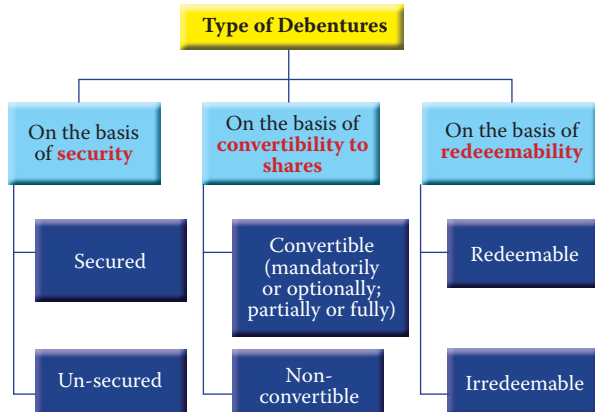 Type of Debentures
On the basis
of security
Secured
Un-secured
On the basis of
convertibility to
shares
Convertible
(mandatorily
or optionally;
partially or fully)
Non-
convertible
On the basis of
redeeemability
Redeemable
Irredeemable